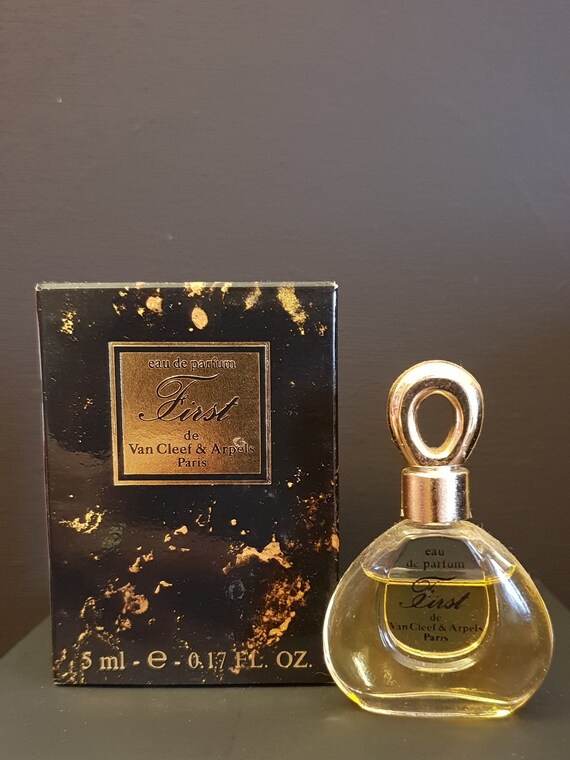 eau de parfum
First
de
Van Cleef & Arpels
Paris
5 ml - e - 0.17 FL. OZ.
eau
de parfum
First
de
Van Cleef & Arpels
Paris